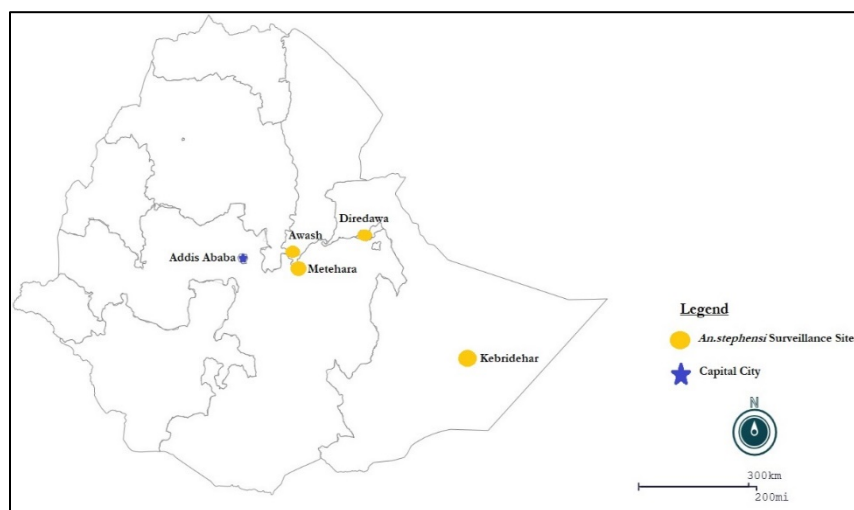 Diredawa
Awash
Addis Ababa
Metehara
Kebridehar
Legend
An.stephensi Surveillance Site
Capital City
N
300km
200mi